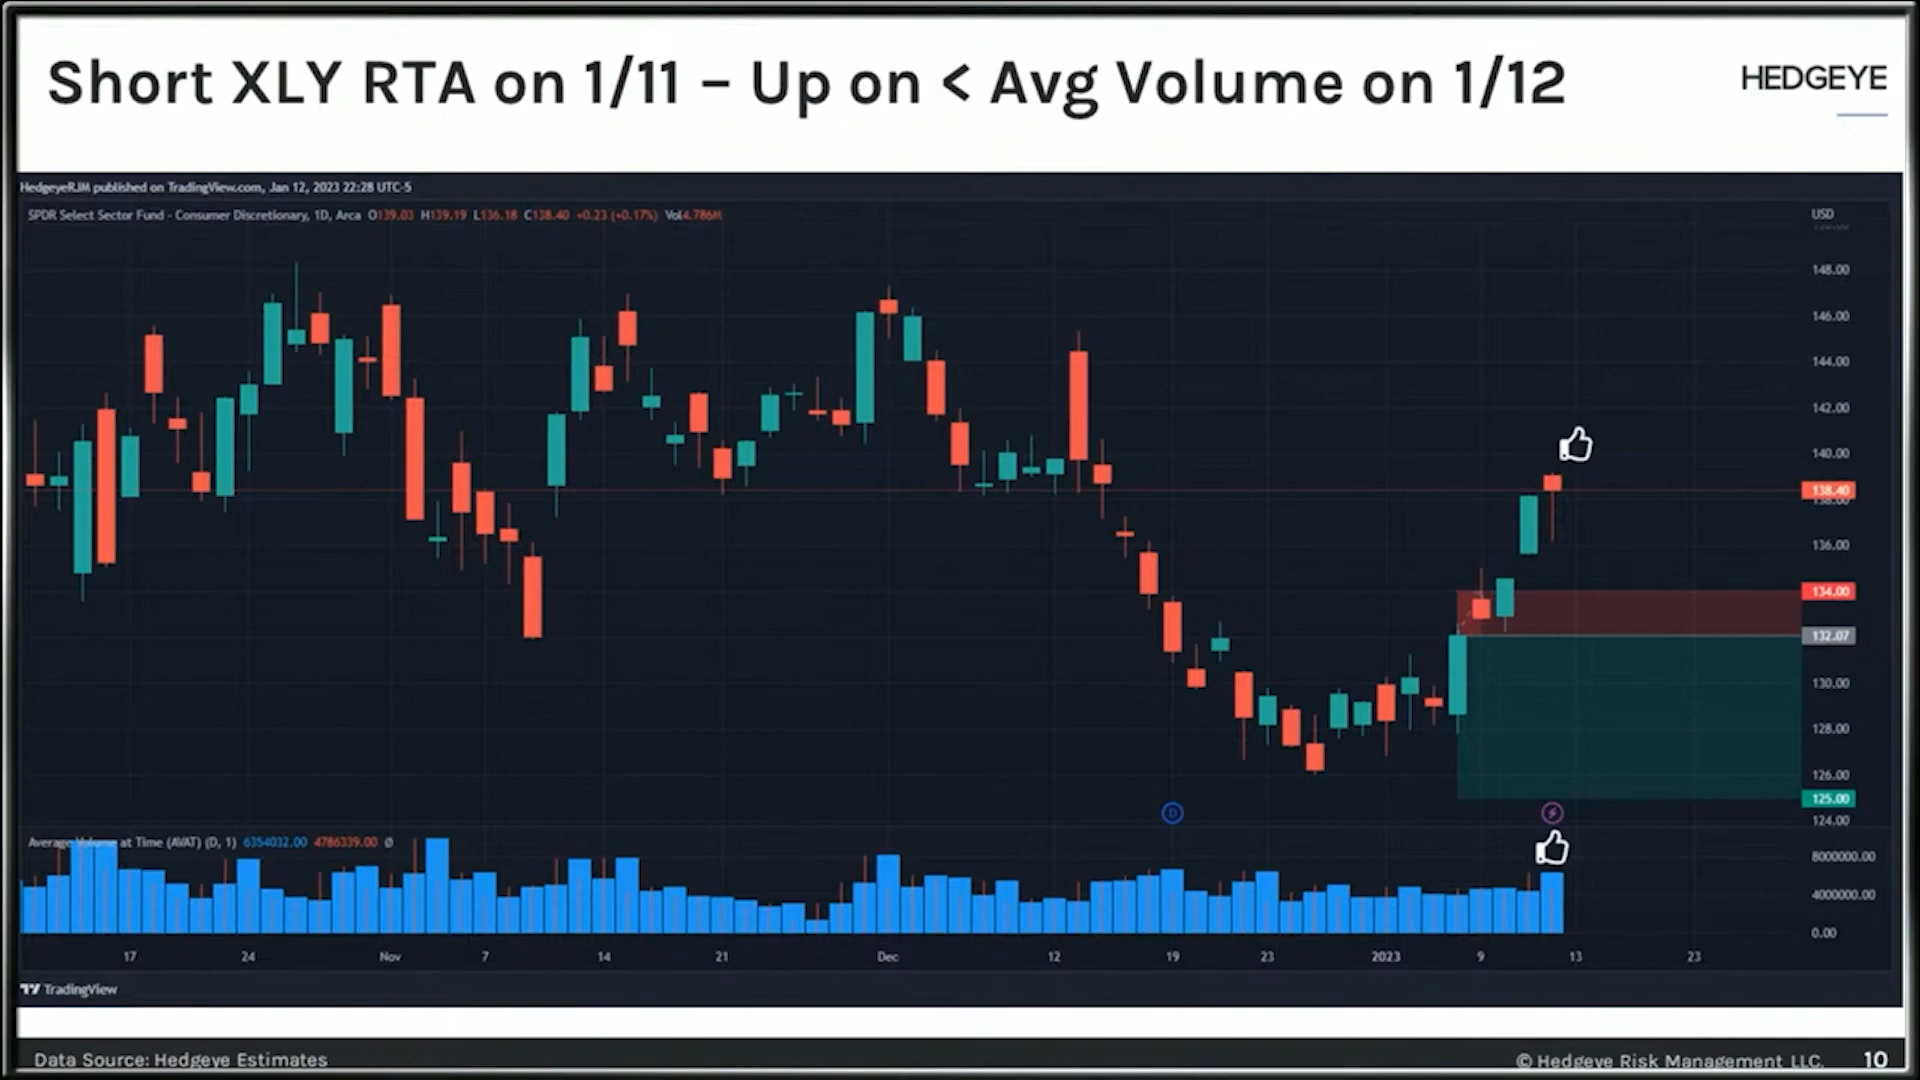 Short XLY RTA on 1/11 – Up on < Avg Volume on 1/12
HEDGEYE
HedgeyeRJM published on TradingView.com, Jan 12, 2023 22:28 UTC-5
SPDR Select Sector Fund - Consumer Discretionary, 1D, Arca O139.03 H139.19 L136.18 C138.40 +0.23 (+0.17%) Vol4.786M
USD
148.00
146.00
144.00
142.00
140.00
138.40
138.00
136.00
134.00
132.07
130.00
128.00
126.00
125.00
124.00
D
Average Volume at Time (AVAT) (D, 1) 6354032.00 4786339.00 Ø
8000000.00
4000000.00
0.00
17 24 Nov 7 14 21 Dec 12 19 23 2023 9 13 23
TradingView
Data Source: Hedgeye Estimates
© Hedgeye Risk Management LLC. 10